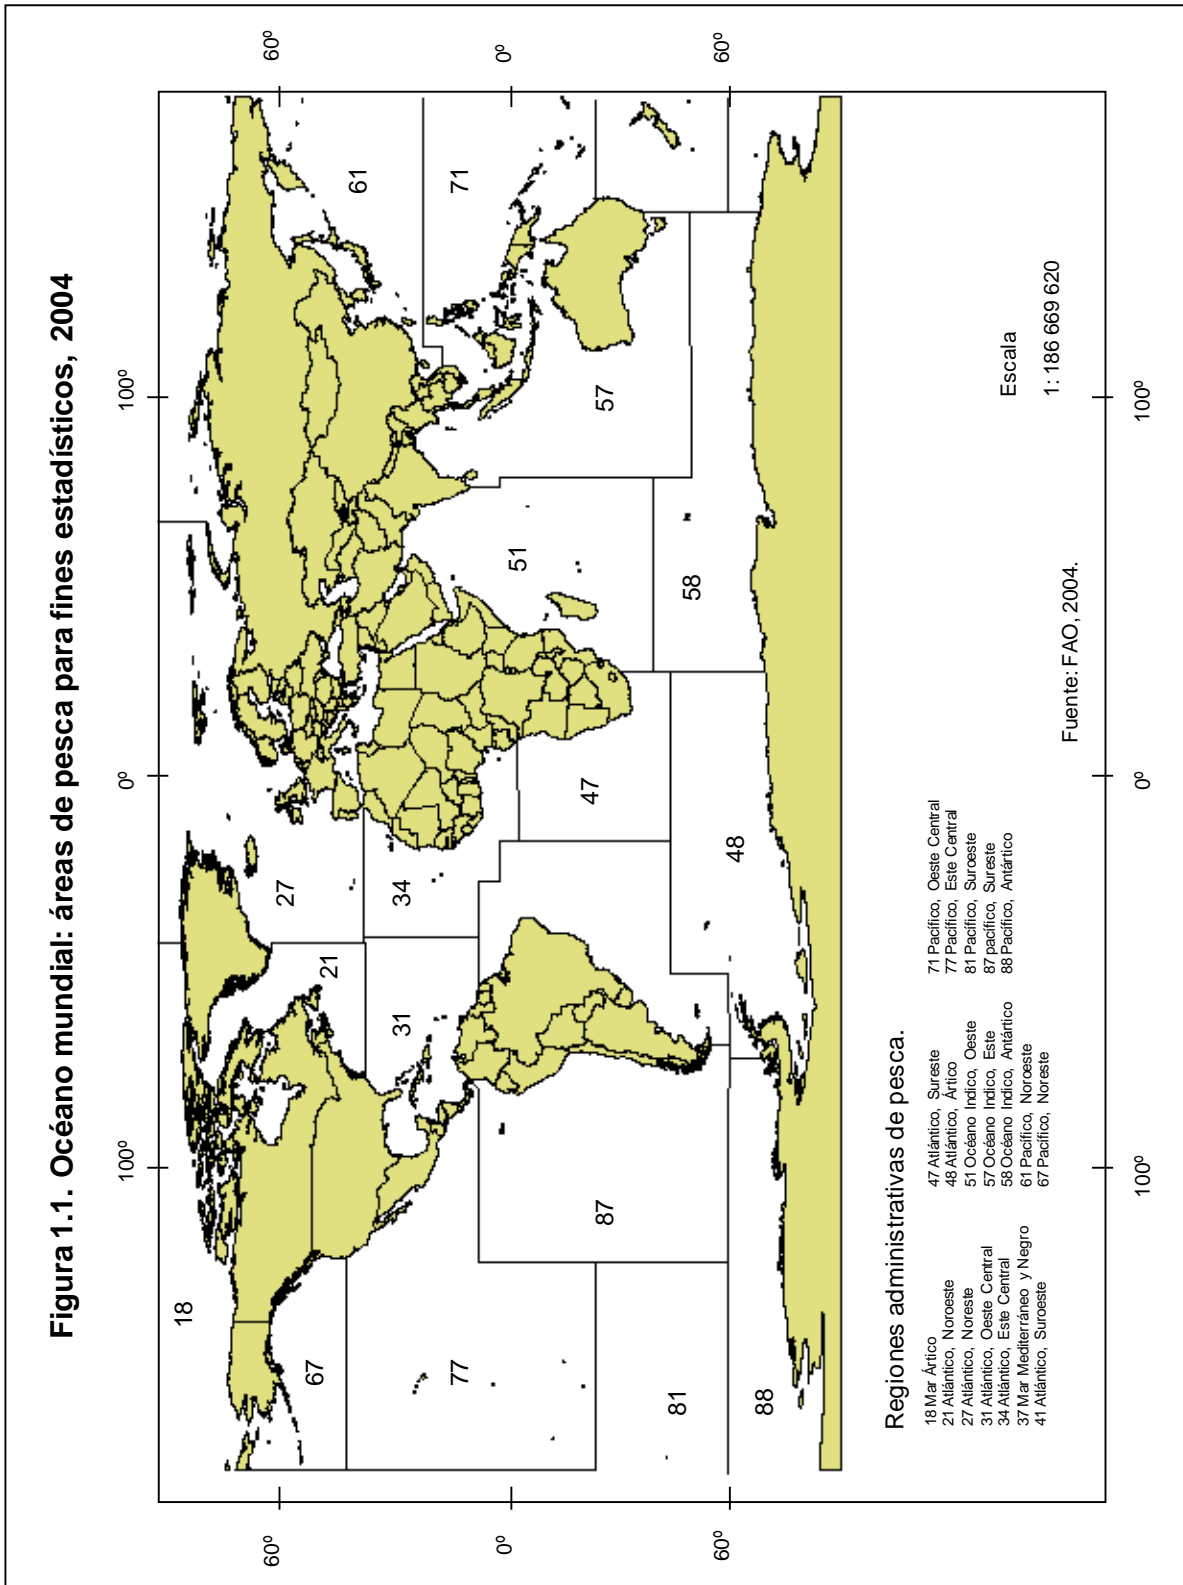 Figura 1.1. Océano mundial: áreas de pesca para fines estadísticos, 2004
100º
0º
100º
60º
0º
60º
60º
0º
60º
18
67
77
81
88
87
21
31
27
34
47
48
51
58
57
61
71
Regiones administrativas de pesca.
18 Mar Ártico
21 Atlántico, Noroeste
27 Atlántico, Noreste
31 Atlántico, Oeste Central
34 Atlántico, Este Central
37 Mar Mediterráneo y Negro
41 Atlántico, Suroeste
47 Atlántico, Sureste
48 Atlántico, Ártico
51 Océano Indico, Oeste
57 Océano Indico, Este
58 Océano Indico, Antártico
61 Pacífico, Noroeste
67 Pacífico, Noreste
71 Pacífico, Oeste Central
77 Pacífico, Este Central
81 Pacífico, Suroeste
87 pacífico, Sureste
88 Pacífico, Antártico
Escala
1: 186 669 620
Fuente: FAO, 2004.
100º
0º
100º